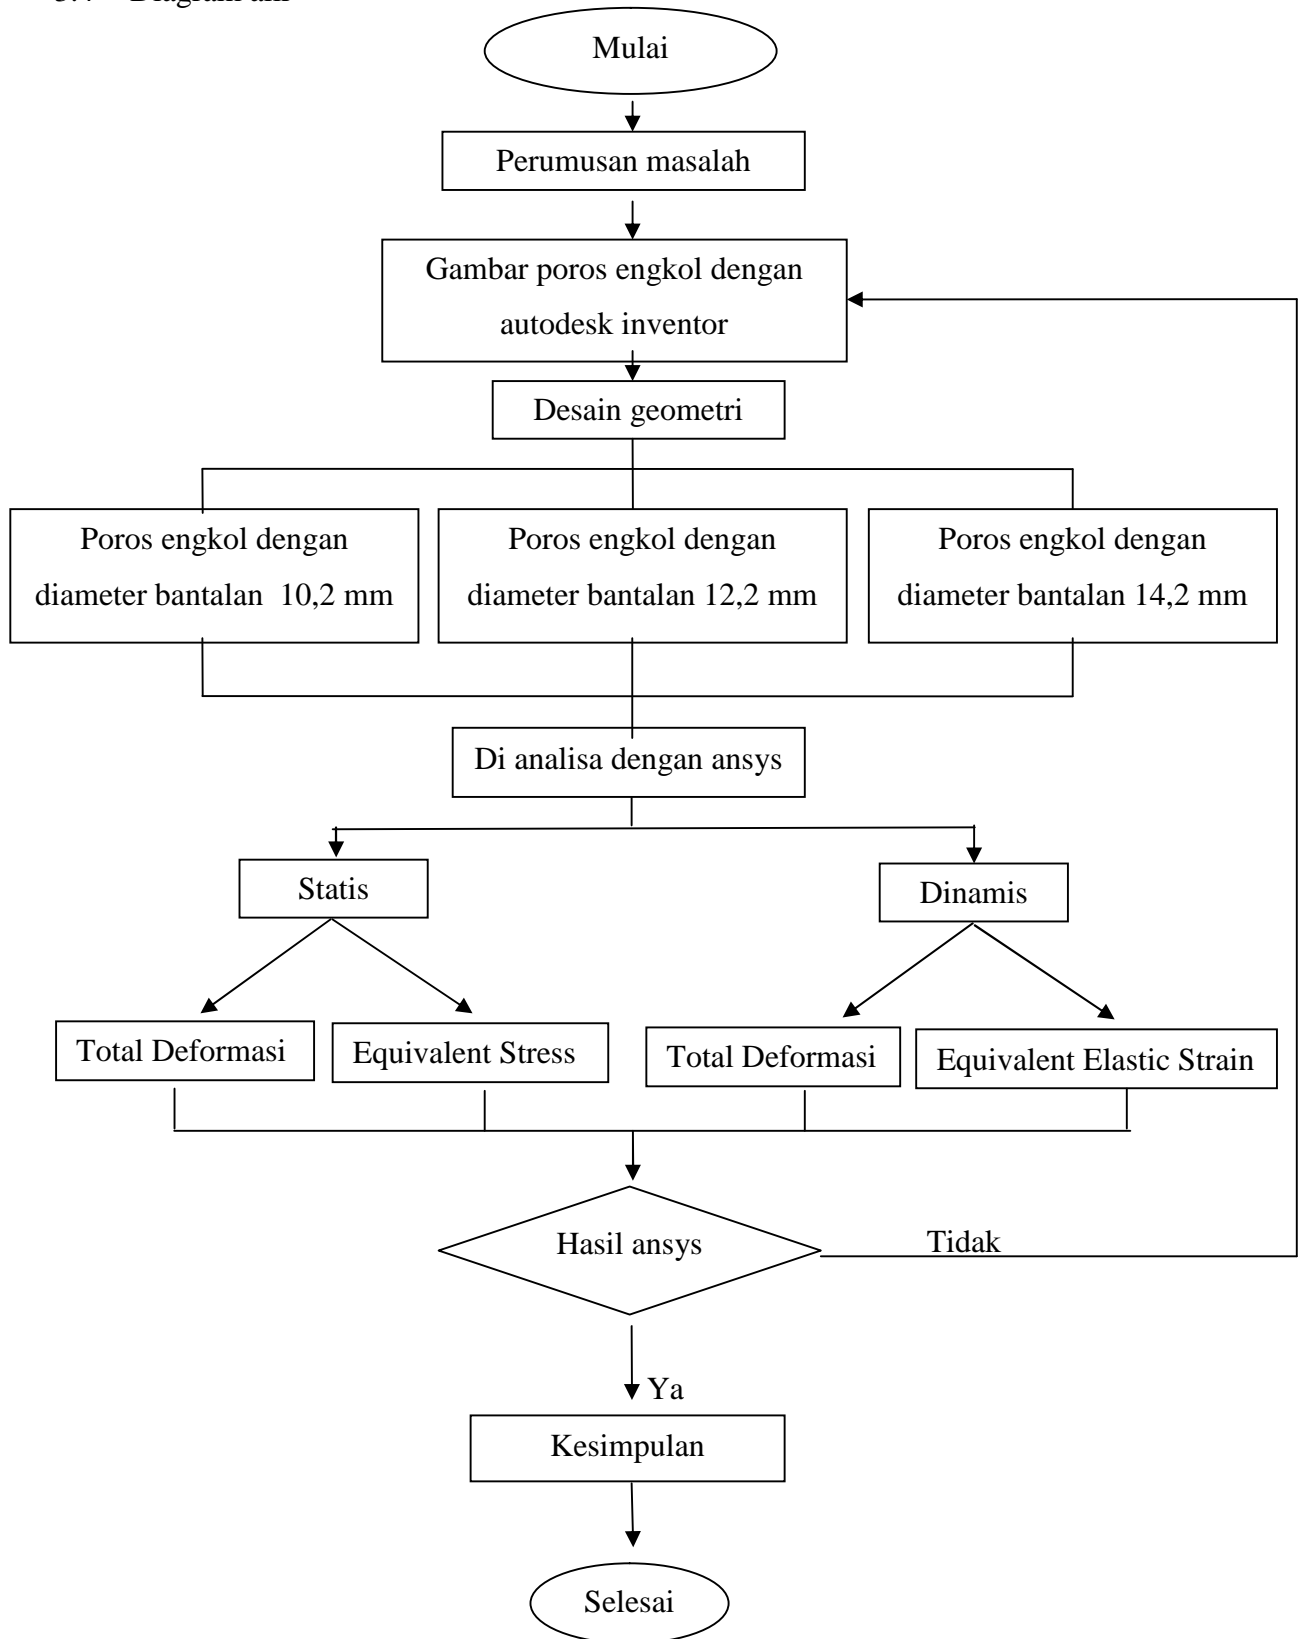 Mulai
Perumusan masalah
Gambar poros engkol dengan
autodesk inventor
Desain geometri
Poros engkol dengan
diameter bantalan 10,2 mm
Poros engkol dengan
diameter bantalan 12,2 mm
Poros engkol dengan
diameter bantalan 14,2 mm
Di analisa dengan ansys
Statis
Dinamis
Total Deformasi
Equivalent Stress
Total Deformasi
Equivalent Elastic Strain
Hasil ansys
Tidak
Ya
Kesimpulan
Selesai